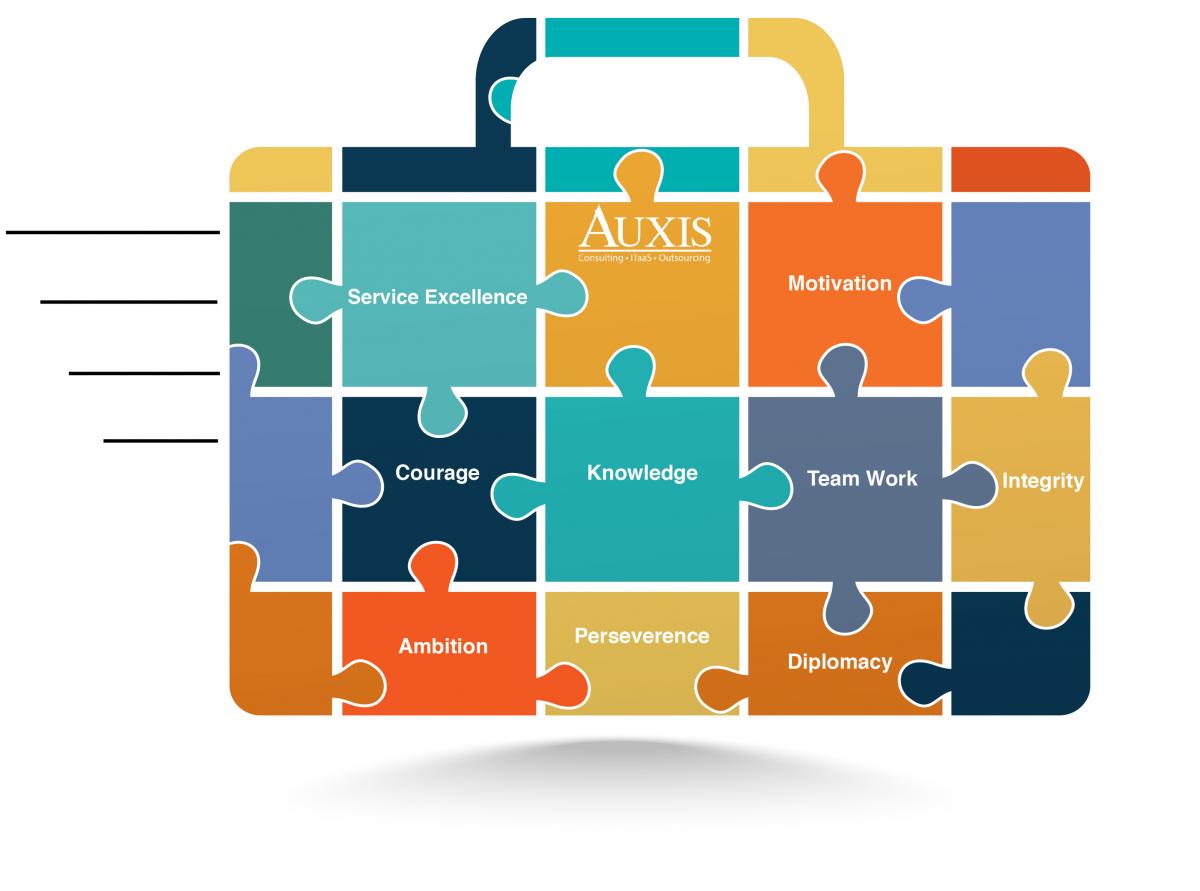 AUXIS
Consulting • ITaaS • Outsourcing
Service Excellence
Motivation
Courage
Knowledge
Team Work
Integrity
Ambition
Perseverence
Diplomacy